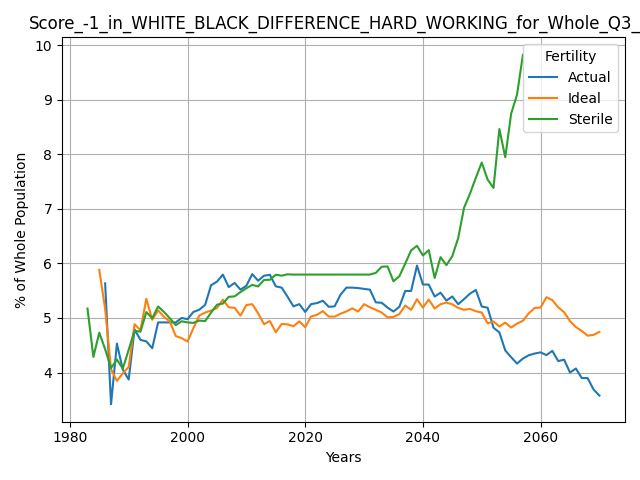 Score_-1_in_WHITE_BLACK_DIFFERENCE_HARD_WORKING_for_Whole_Q3_
Fertility
Actual
Ideal
Sterile
% of Whole Population
10
9
8
7
6
5
4
1980 2000 2020 2040 2060
Years